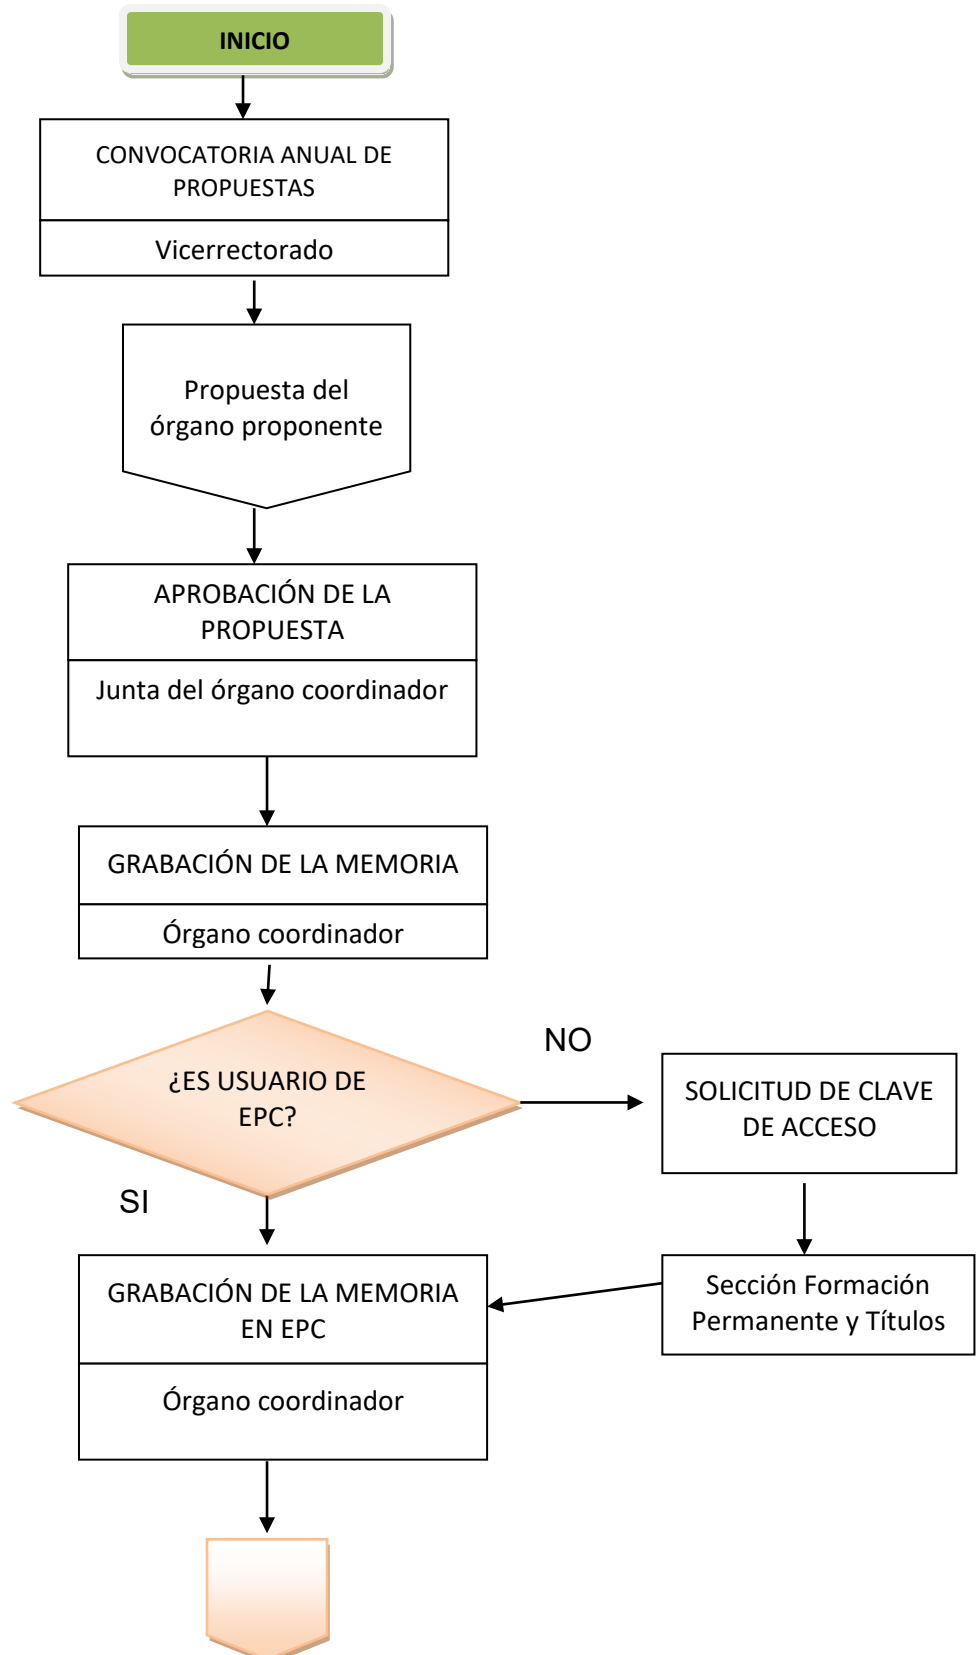 INICIO
CONVOCATORIA ANUAL DE
PROPUESTAS
Vicerrectorado
Propuesta del
órgano proponente
APROBACIÓN DE LA
PROPUESTA
Junta del órgano coordinador
GRABACIÓN DE LA MEMORIA
Órgano coordinador
¿ES USUARIO DE
EPC?
NO
SOLICITUD DE CLAVE
DE ACCESO
SI
Sección Formación
Permanente y Títulos
GRABACIÓN DE LA MEMORIA
EN EPC
Órgano coordinador